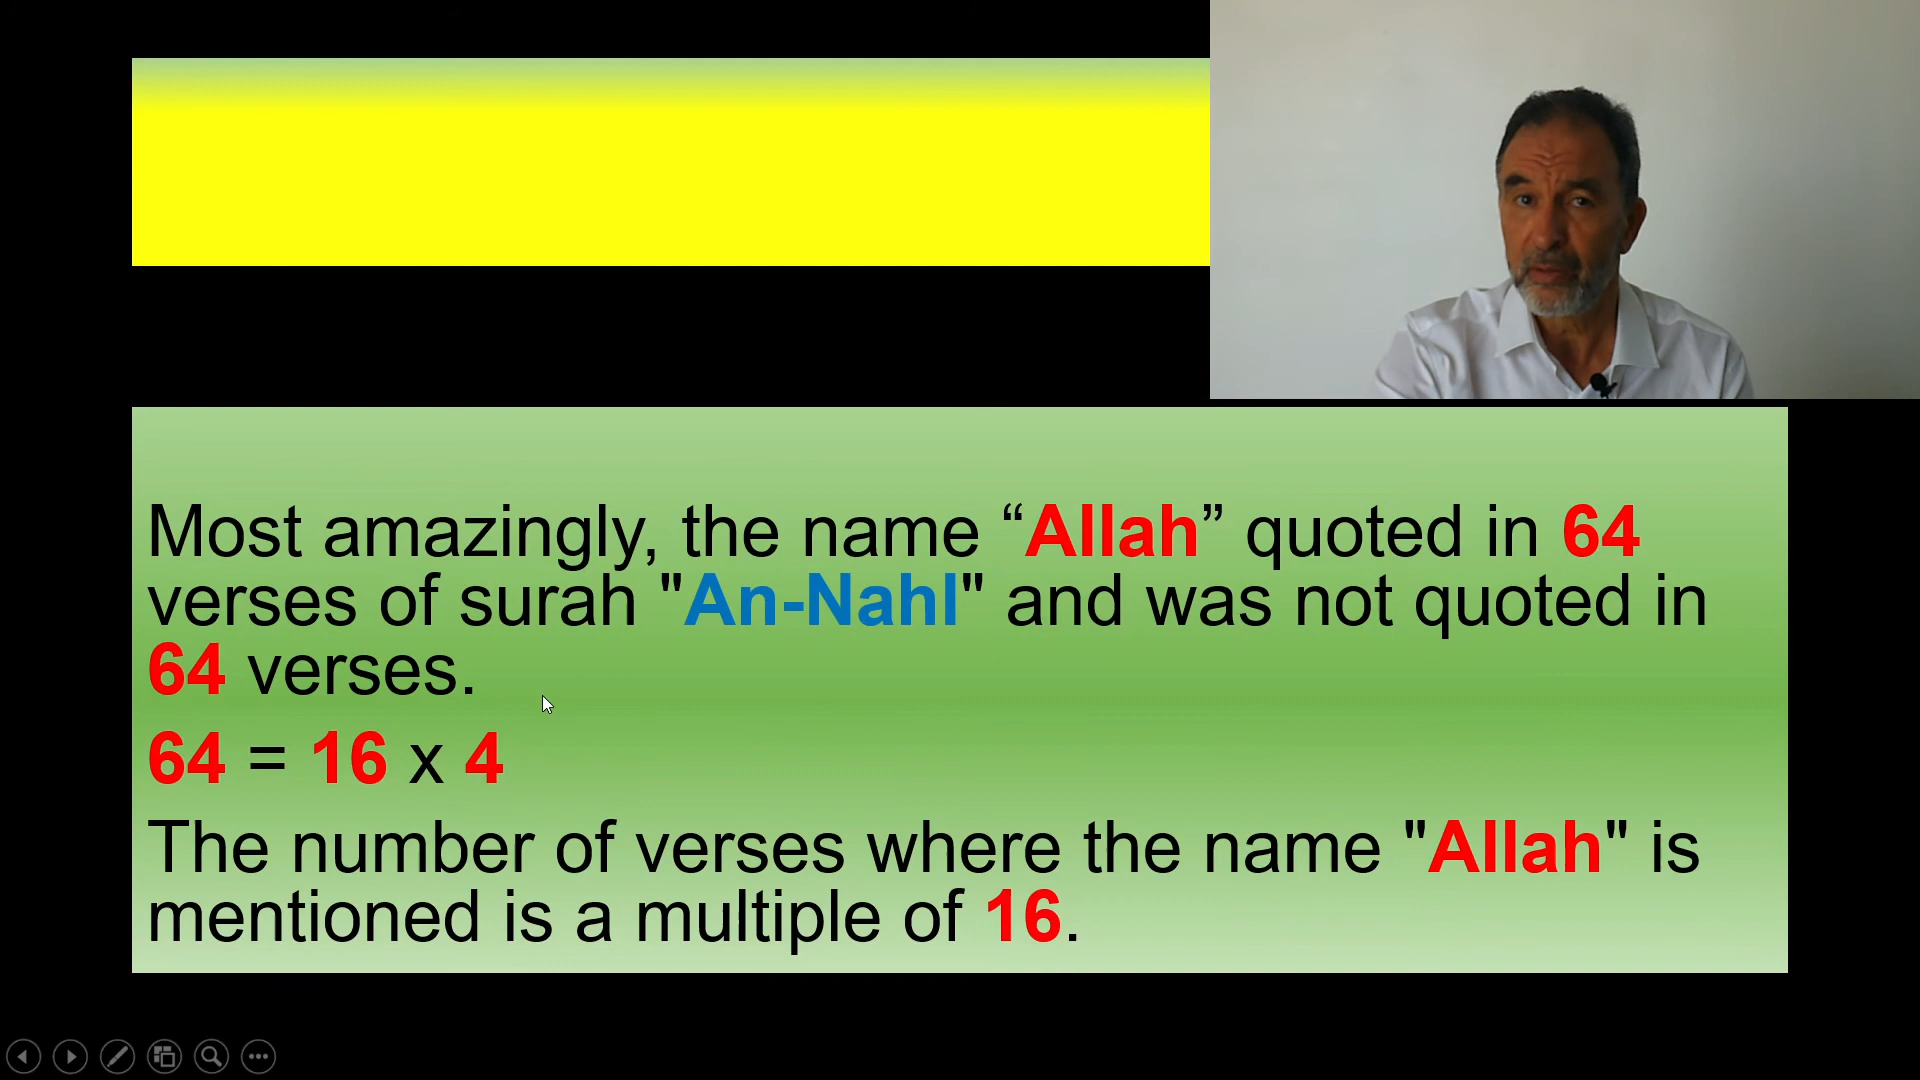 Most amazingly, the name “Allah” quoted in 64
verses of surah "An-Nahl" and was not quoted in
64 verses.
64 = 16 x 4
The number of verses where the name "Allah" is
mentioned is a multiple of 16.